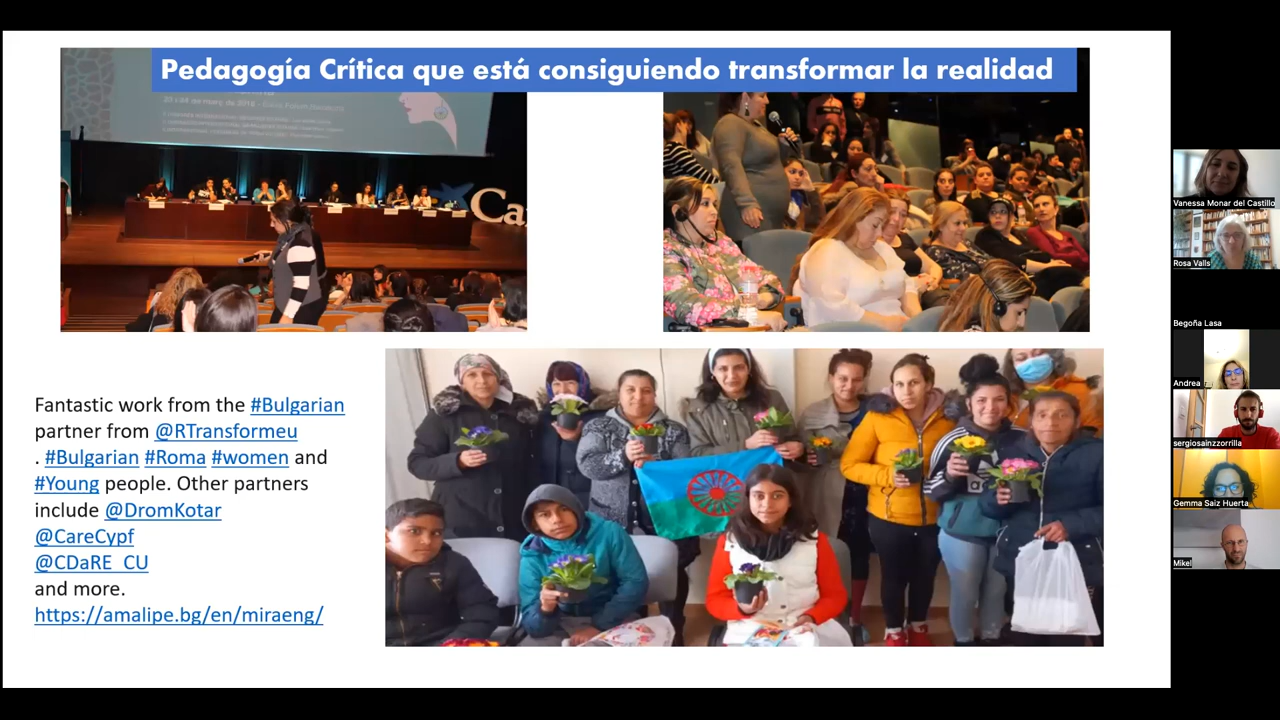 Pedagogía Crítica que está consiguiendo transformar la realidad
Ca
Fantastic work from the #Bulgarian
partner from @RTransformeu
. #Bulgarian #Roma #women and
#Young people. Other partners
include @DromKotar
@CareCypf
@CDaRE_CU
and more.
https://amalipe.bg/en/miraeng/
Vanessa Monar del Castillo
Rosa Valls
Begoña Lasa
Andrea
sergiosainzzorrilla
Gemma Saiz Huerta
Mikel